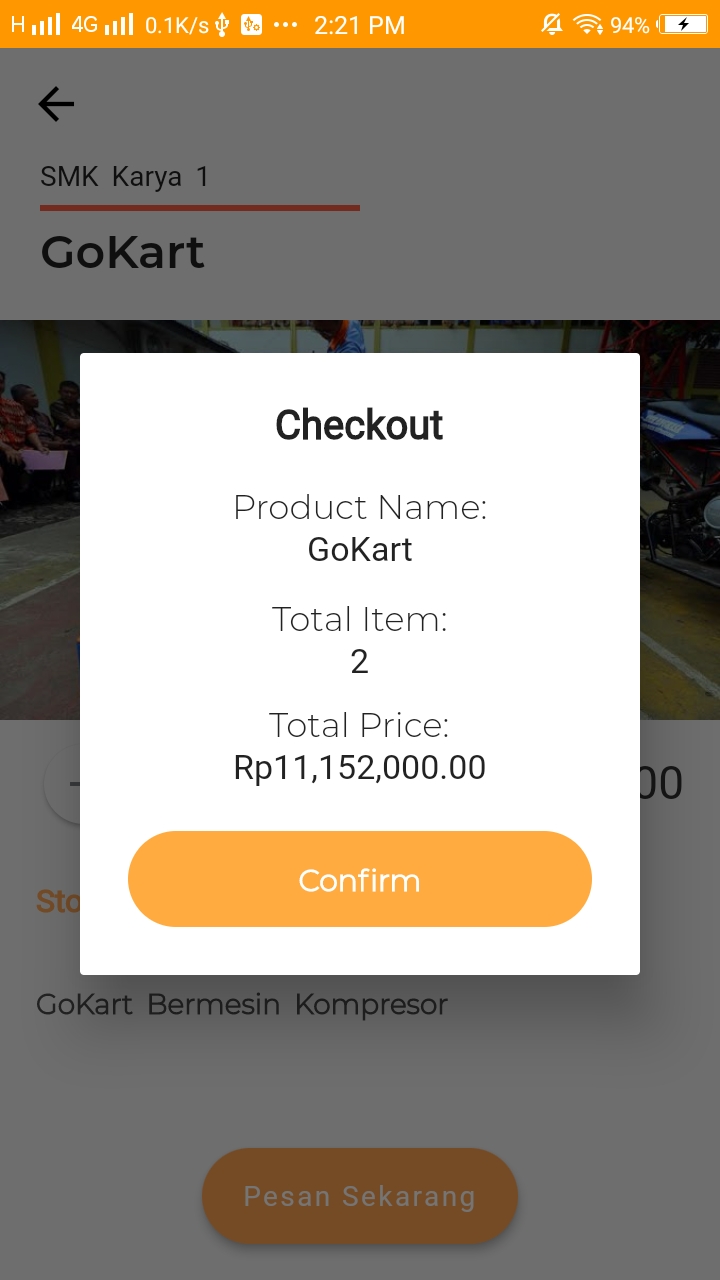 H 4G 0.1K/s ... 2:21 PM 94%
SMK Karya 1
GoKart
Checkout
Product Name:
GoKart
Total Item:
2
Total Price:
Rp11,152,000.00
00
Confirm
Sto
GoKart Bermesin Kompresor
Pesan Sekarang